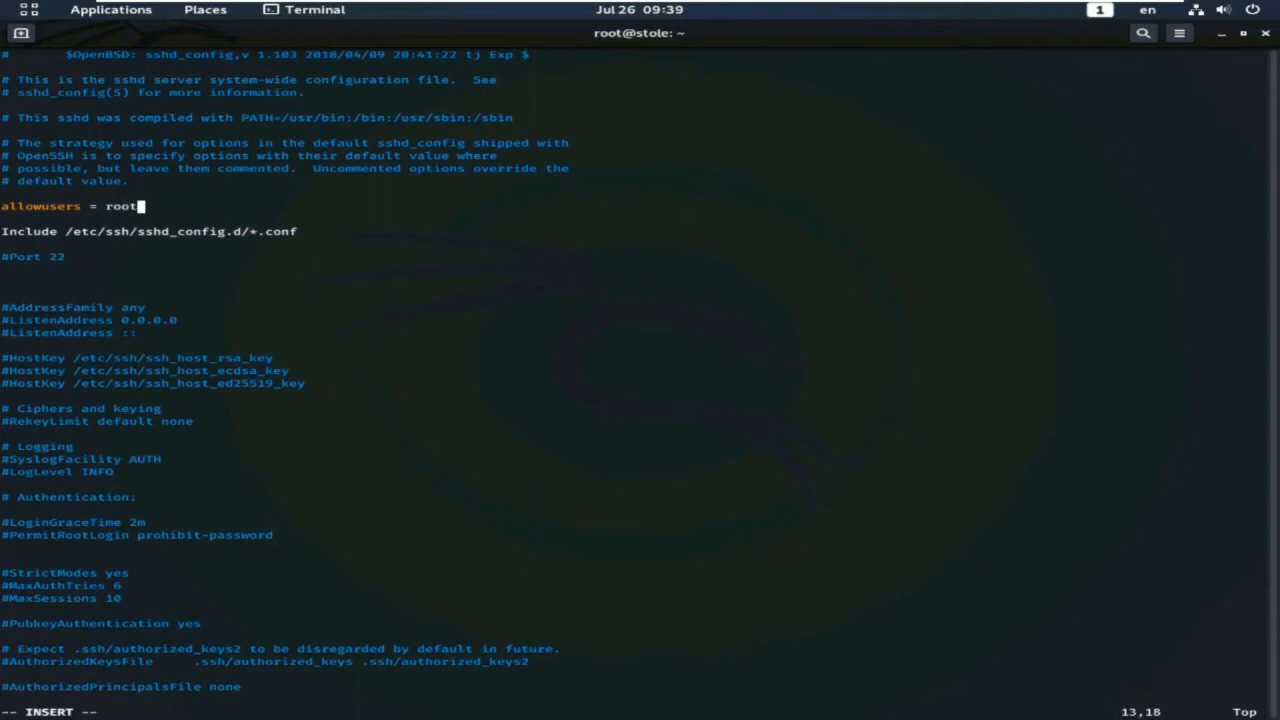 Applications Places Terminal Jul 26 09:39 1 en
root@stole: ~
# $OpenBSD: sshd_config,v 1.103 2018/04/09 20:41:22 tj Exp $
# This is the sshd server system-wide configuration file. See
# sshd_config(5) for more information.
# This sshd was compiled with PATH=/usr/bin:/bin:/usr/sbin:/sbin
# The strategy used for options in the default sshd_config shipped with
# OpenSSH is to specify options with their default value where
# possible, but leave them commented. Uncommented options override the
# default value.
allowusers = root
Include /etc/ssh/sshd_config.d/*.conf
#Port 22
#AddressFamily any
#ListenAddress 0.0.0.0
#ListenAddress ::
#HostKey /etc/ssh/ssh_host_rsa_key
#HostKey /etc/ssh/ssh_host_ecdsa_key
#HostKey /etc/ssh/ssh_host_ed25519_key
# Ciphers and keying
#RekeyLimit default none
# Logging
#SyslogFacility AUTH
#LogLevel INFO
# Authentication:
#LoginGraceTime 2m
#PermitRootLogin prohibit-password
#StrictModes yes
#MaxAuthTries 6
#MaxSessions 10
#PubkeyAuthentication yes
# Expect .ssh/authorized_keys2 to be disregarded by default in future.
#AuthorizedKeysFile .ssh/authorized_keys .ssh/authorized_keys2
#AuthorizedPrincipalsFile none
-- INSERT -- 13,18 Top